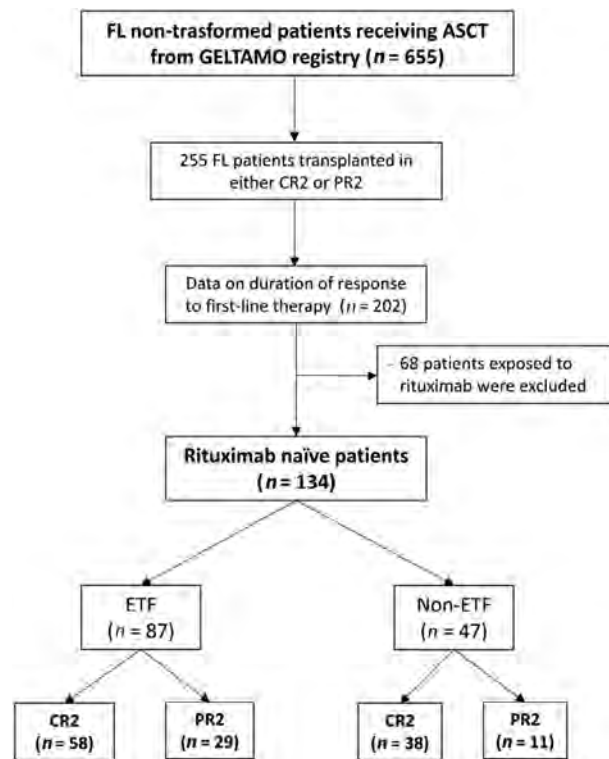 FL non-trasformed patients receiving ASCT
from GELTAMO registry (n = 655)
255 FL patients transplanted in
either CR2 or PR2
Data on duration of response
to first-line therapy (n = 202)
- 68 patients exposed to
rituximab were excluded
Rituximab naïve patients
(n = 134)
ETF
(n = 87)
Non-ETF
(n = 47)
CR2
(n = 58)
PR2
(n = 29)
CR2
(n = 38)
PR2
(n = 11)